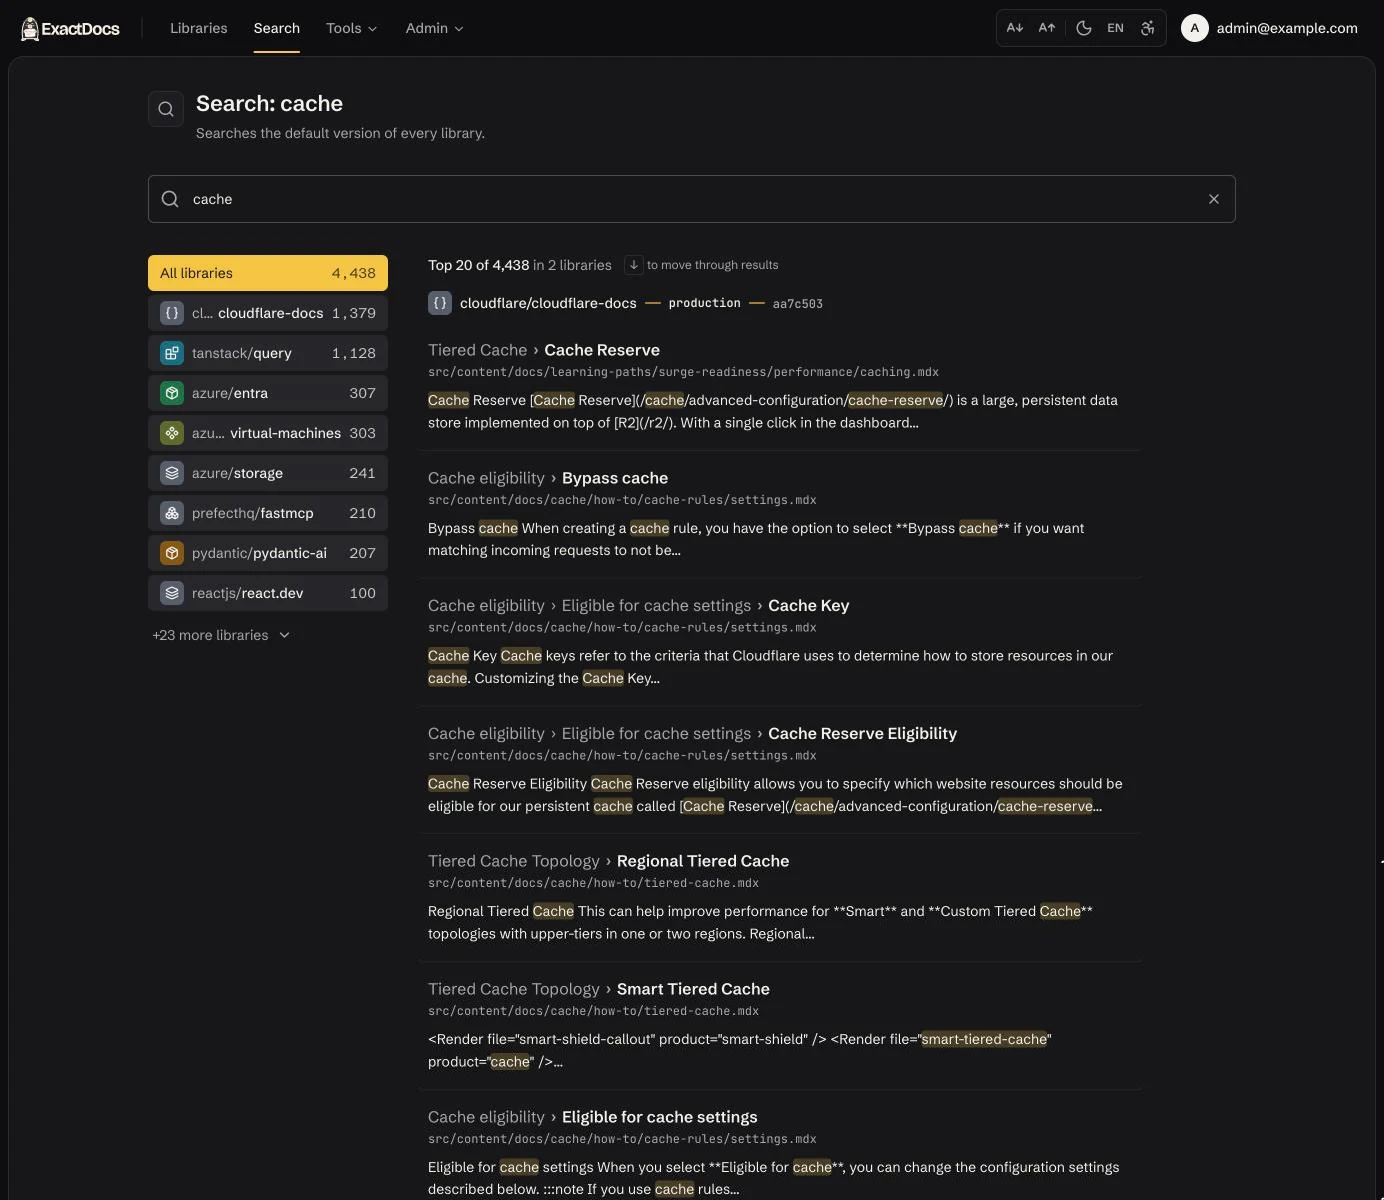 ExactDocs
Libraries
Search
Tools
Admin
A↓
A↑
EN
A
admin@example.com
Search: cache
Searches the default version of every library.
cache
All libraries 4,438
cl… cloudflare-docs 1,379
tanstack/query 1,128
azure/entra 307
azu… virtual-machines 303
azure/storage 241
prefecthq/fastmcp 210
pydantic/pydantic-ai 207
reactjs/react.dev 100
+23 more libraries
Top 20 of 4,438 in 2 libraries ↓ to move through results
{} cloudflare/cloudflare-docs — production — aa7c503
Tiered Cache › Cache Reserve
src/content/docs/learning-paths/surge-readiness/performance/caching.mdx
Cache Reserve [Cache Reserve](/cache/advanced-configuration/cache-reserve/) is a large, persistent data
store implemented on top of [R2](/r2/). With a single click in the dashboard…
Cache eligibility › Bypass cache
src/content/docs/cache/how-to/cache-rules/settings.mdx
Bypass cache When creating a cache rule, you have the option to select **Bypass cache** if you want
matching incoming requests to not be…
Cache eligibility › Eligible for cache settings › Cache Key
src/content/docs/cache/how-to/cache-rules/settings.mdx
Cache Key Cache keys refer to the criteria that Cloudflare uses to determine how to store resources in our
cache. Customizing the Cache Key…
Cache eligibility › Eligible for cache settings › Cache Reserve Eligibility
src/content/docs/cache/how-to/cache-rules/settings.mdx
Cache Reserve Eligibility Cache Reserve eligibility allows you to specify which website resources should be
eligible for our persistent cache called [Cache Reserve](/cache/advanced-configuration/cache-reserve…
Tiered Cache Topology › Regional Tiered Cache
src/content/docs/cache/how-to/tiered-cache.mdx
Regional Tiered Cache This can help improve performance for **Smart** and **Custom Tiered Cache**
topologies with upper-tiers in one or two regions. Regional…
Tiered Cache Topology › Smart Tiered Cache
src/content/docs/cache/how-to/tiered-cache.mdx
<Render file="smart-shield-callout" product="smart-shield" /> <Render file="smart-tiered-cache"
product="cache" />…
Cache eligibility › Eligible for cache settings
src/content/docs/cache/how-to/cache-rules/settings.mdx
Eligible for cache settings When you select **Eligible for cache**, you can change the configuration settings
described below. :::note If you use cache rules…